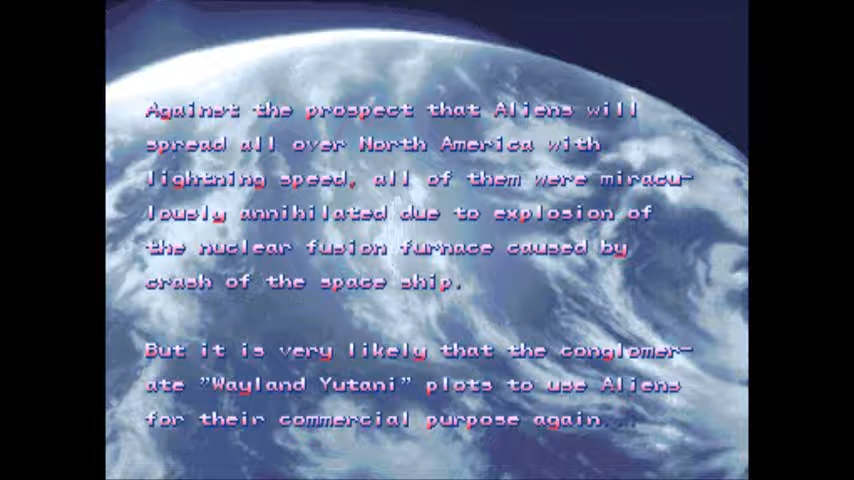 Against the prospect that Aliens will
spread all over North America with
lightning speed, all of them were miracu-
lously annihilated due to explosion of
the nuclear fusion furnace caused by
crash of the space ship.
But it is very likely that the conglomer-
ate "Wayland Yutani" plots to use Aliens
for their commercial purpose again...